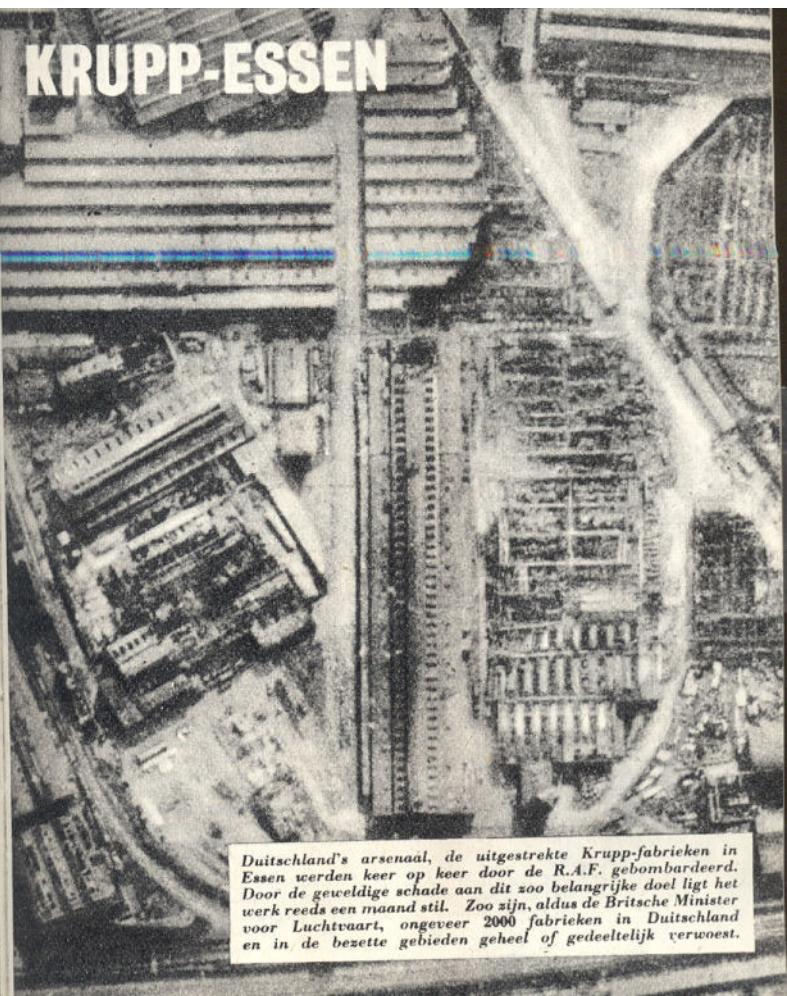 KRUPP-ESSEN
Duitschland's arsenaal, de uitgestrekte Krupp-fabrieken in
Essen werden keer op keer door de R.A.F. gebombardeerd.
Door de geweldige schade aan dit zoo belangrijke doel ligt het
werk reeds een maand stil. Zoo zijn, aldus de Britsche Minister
voor Luchtvaart, ongeveer 2000 fabrieken in Duitschland
en in de bezette gebieden geheel of gedeeltelijk verwoest.